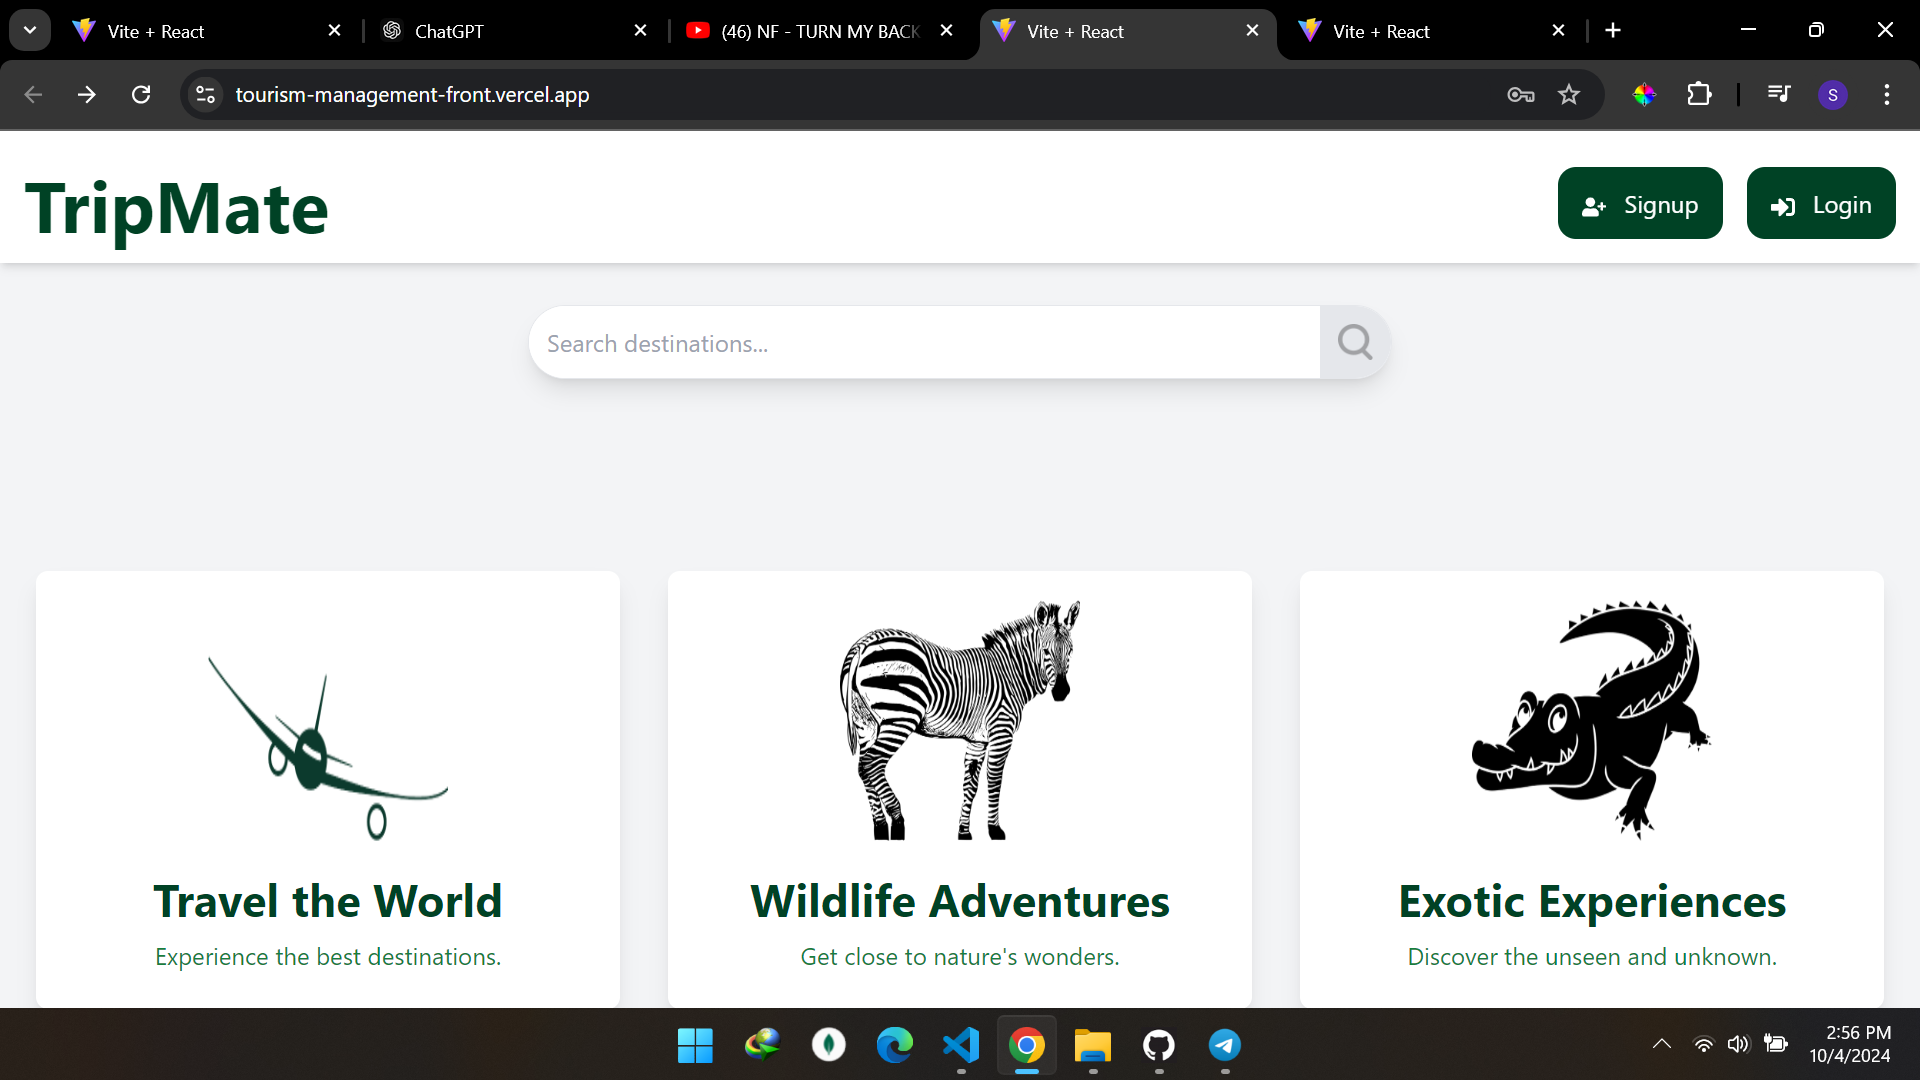 Vite + React
ChatGPT
(46) NF - TURN MY BACK
Vite + React
Vite + React
tourism-management-front.vercel.app
S
TripMate
Signup
Login
Search destinations...
Travel the World
Experience the best destinations.
Wildlife Adventures
Get close to nature's wonders.
Exotic Experiences
Discover the unseen and unknown.
2:56 PM
10/4/2024